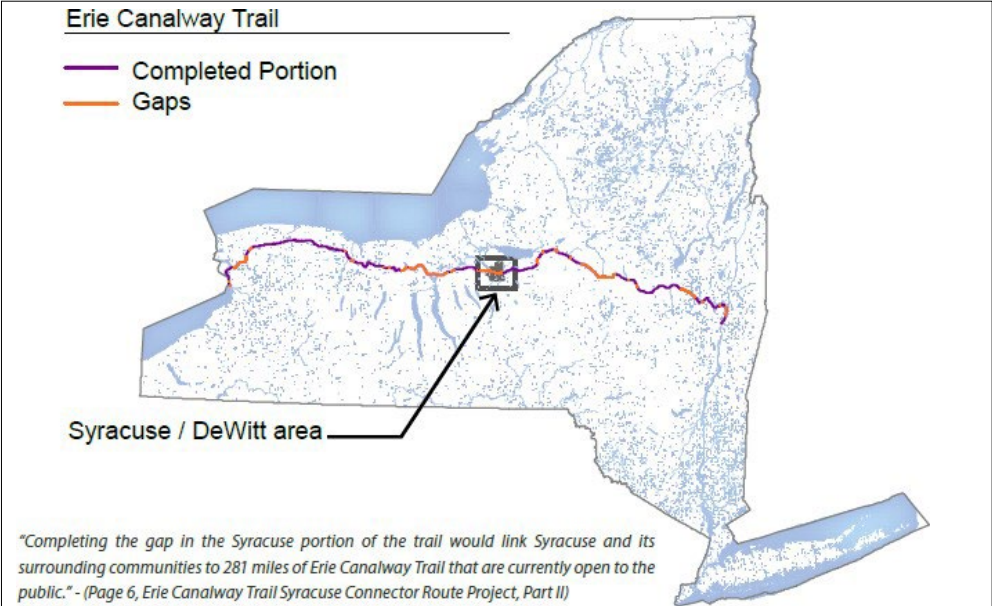 Erie Canalway Trail
Completed Portion
Gaps
Syracuse / DeWitt area
“Completing the gap in the Syracuse portion of the trail would link Syracuse and its
surrounding communities to 281 miles of Erie Canalway Trail that are currently open to the
public.” - (Page 6, Erie Canalway Trail Syracuse Connector Route Project, Part II)